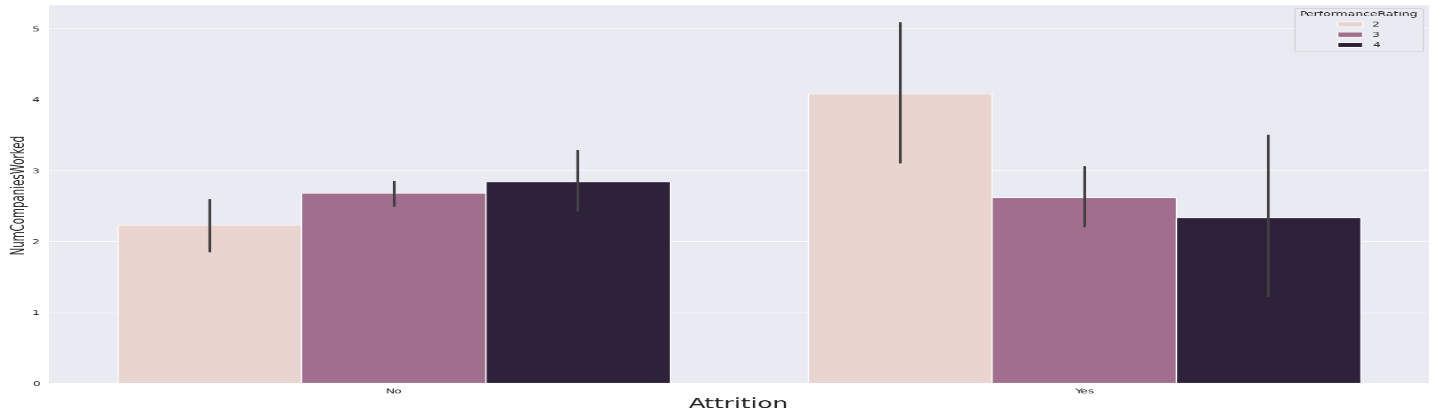 PerformanceRating
2
3
4
NumCompaniesWorked
5
4
3
2
1
0
No
Yes
Attrition